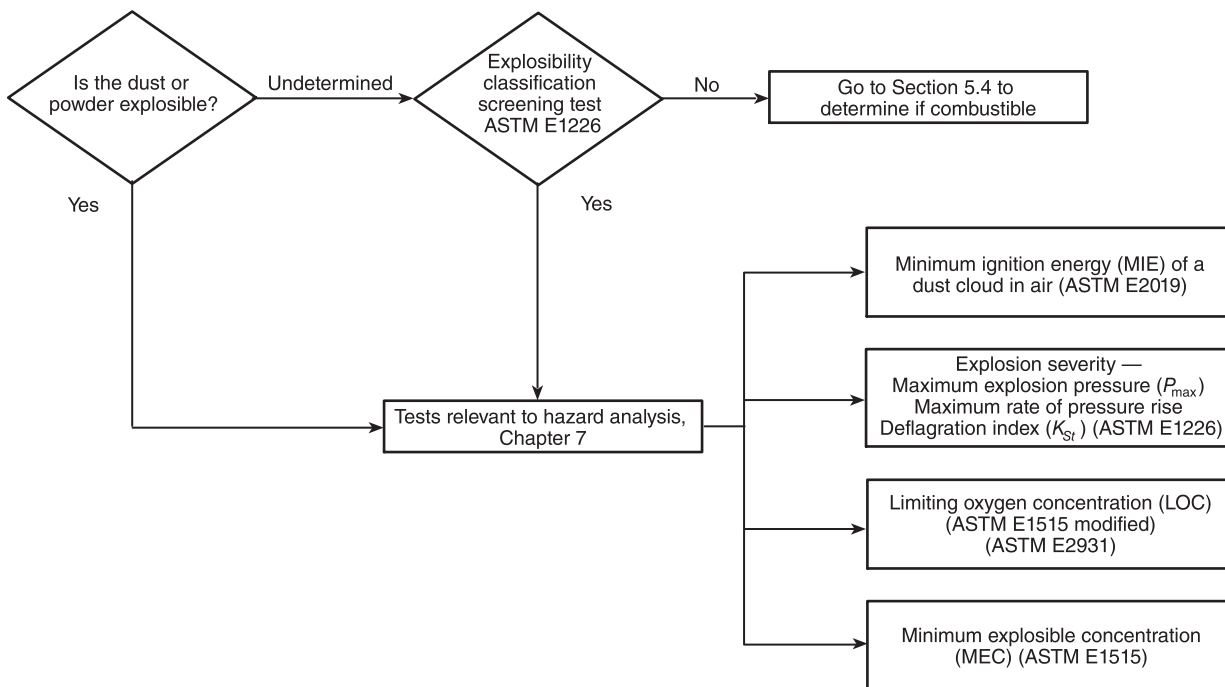 Is the dust or
powder explosible?
Undetermined
Explosibility
classification
screening test
ASTM E1226
No
Go to Section 5.4 to
determine if combustible
Yes
Yes
Tests relevant to hazard analysis,
Chapter 7
Minimum ignition energy (MIE) of a
dust cloud in air (ASTM E2019)
Explosion severity —
Maximum explosion pressure (Pmax)
Maximum rate of pressure rise
Deflagration index (KSt ) (ASTM E1226)
Limiting oxygen concentration (LOC)
(ASTM E1515 modified)
(ASTM E2931)
Minimum explosible concentration
(MEC) (ASTM E1515)